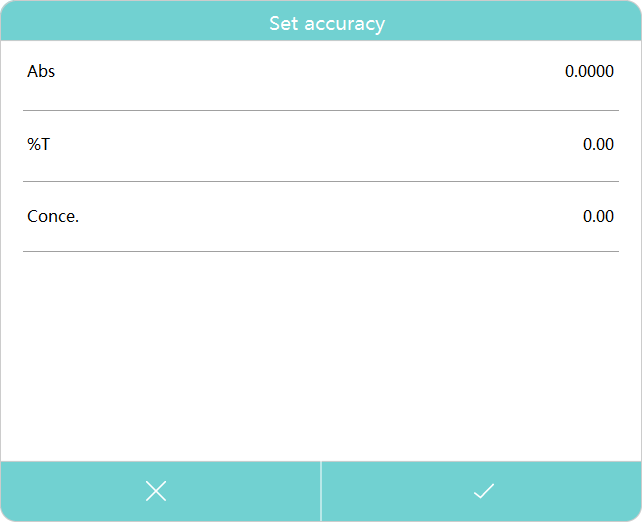 Set accuracy
Abs 0.0000
%T 0.00
Conce. 0.00